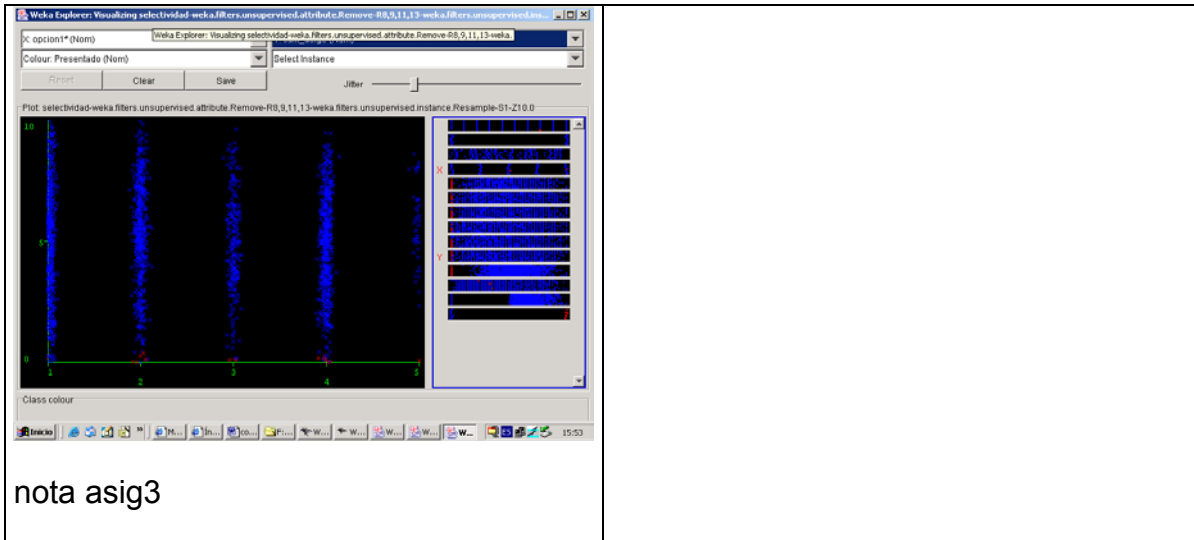 Weka Explorer: Visualizing selectividad-weka.filters.unsupervised.attribute.Remove-R8,9,11,13-weka.filters.unsupervised.ins...
X: opcion1* (Nom)
Weka Explorer: Visualizing selectividad-weka.filters.unsupervised.attribute.Remove-R8,9,11,13-weka.
Colour: Presentado (Nom)
Select Instance
Reset
Clear
Save
Jitter
Plot: selectividad-weka.filters.unsupervised.attribute.Remove-R8,9,11,13-weka.filters.unsupervised.instance.Resample-S1-Z10.0
10
X
5
Y
0
1
2
3
4
5
Class colour
Inicio
M...
In...
co...
F:...
W...
W...
W...
W...
W...
ES
15:53
nota asig3